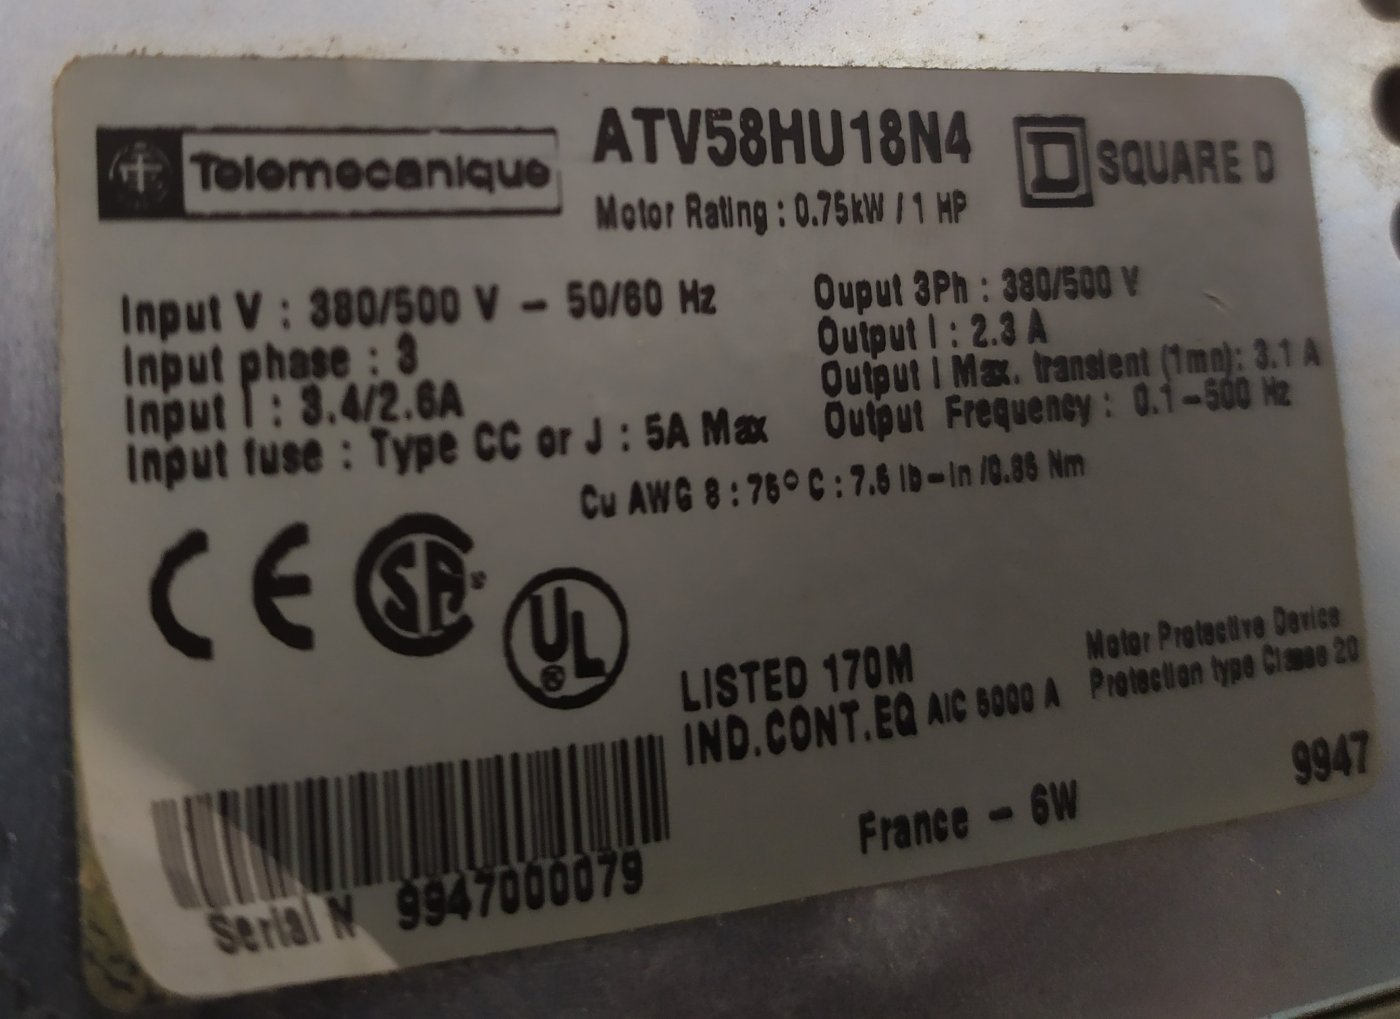 Telemecanique
ATV58HU18N4
SQUARE D
Motor Rating : 0.75kW / 1 HP
Input V : 380/500 V - 50/60 Hz
Input phase : 3
Input I : 3.4/2.6A
Input fuse : Type CC or J : 5A Max
Ouput 3Ph : 380/500 V
Output I : 2.3 A
Output I Max. transient (1mn): 3.1 A
Output Frequency : 0.1-500 Hz
Cu AWG 8 : 75° C : 7.5 lb-in /0.85 Nm
CE
SA
UL
LISTED 170M
IND.CONT.EQ AIC 5000 A
Motor Protective Device
Protection type Classe 20
9947
France - 6W
Serial N 9947000079